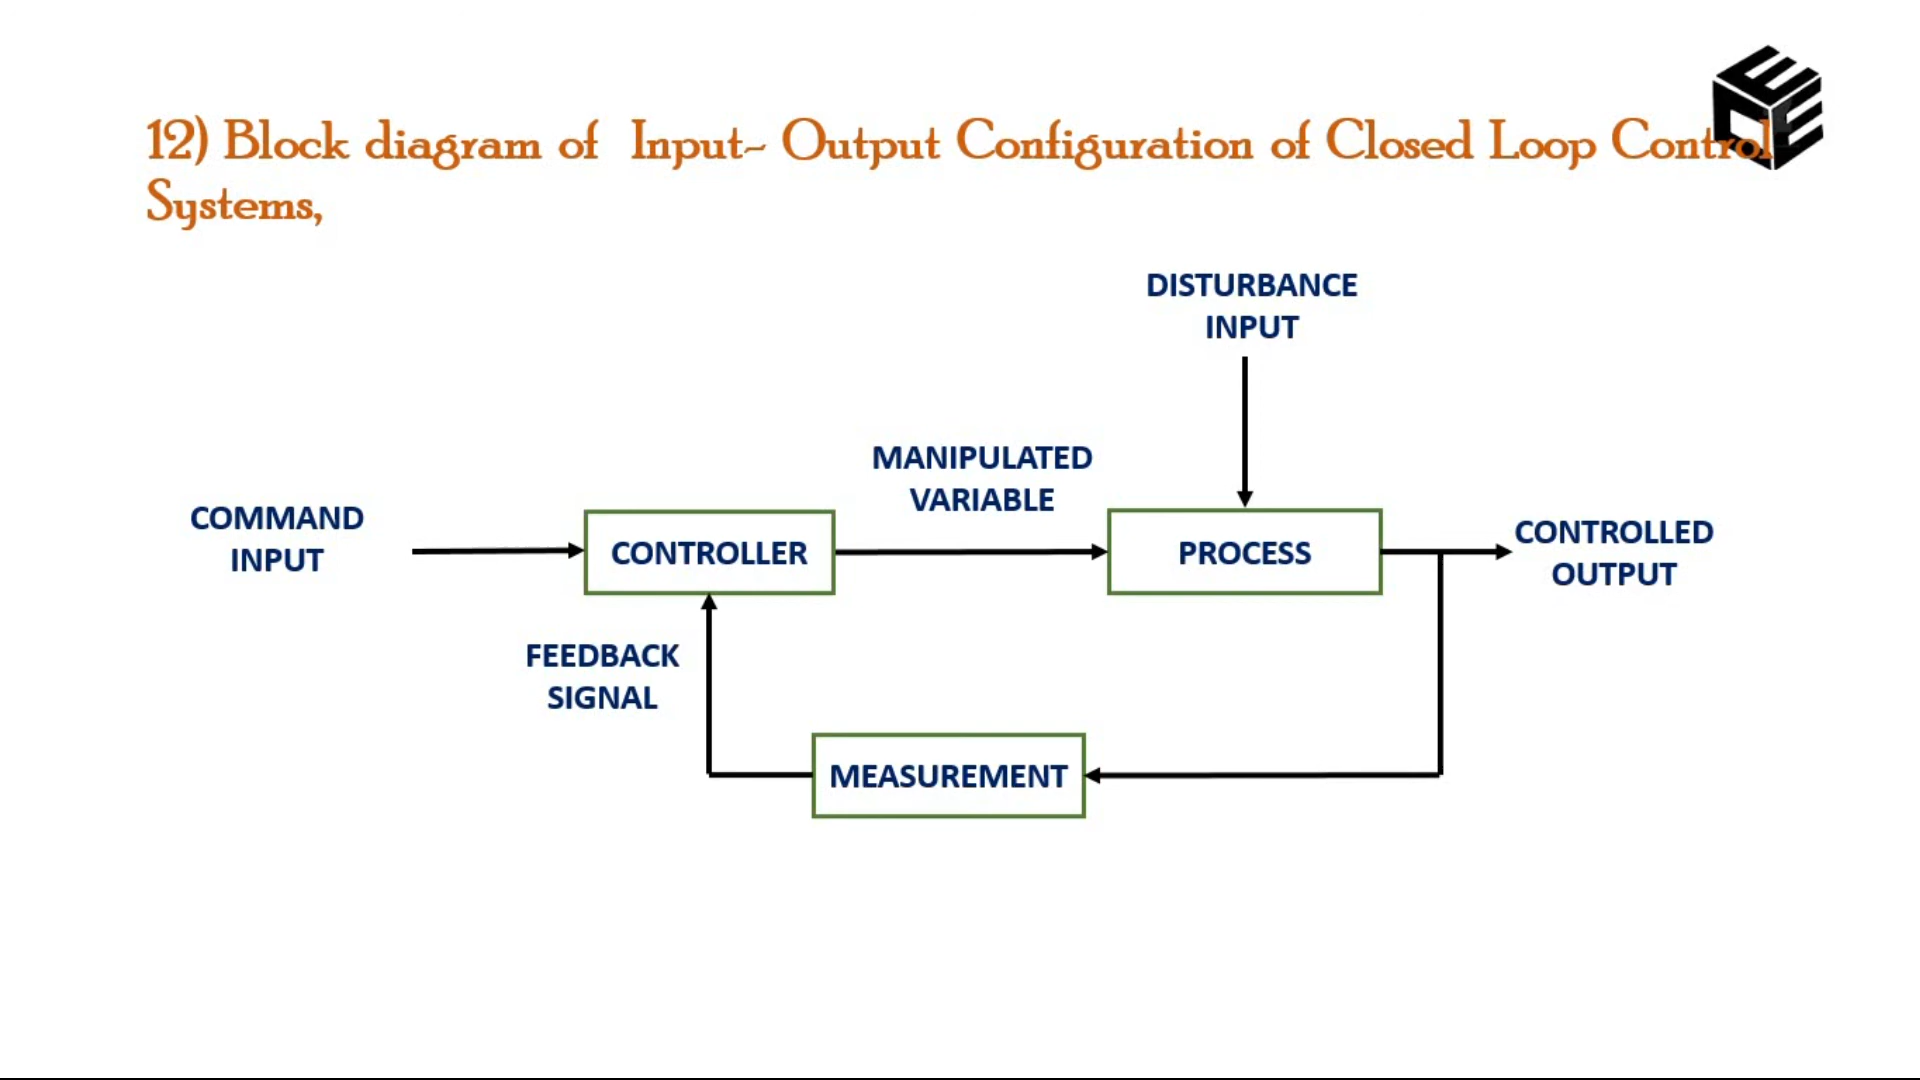 12) Block diagram of Input- Output Configuration of Closed Loop Control
Systems,
DISTURBANCE
INPUT
MANIPULATED
VARIABLE
COMMAND
INPUT
CONTROLLER
PROCESS
CONTROLLED
OUTPUT
FEEDBACK
SIGNAL
MEASUREMENT